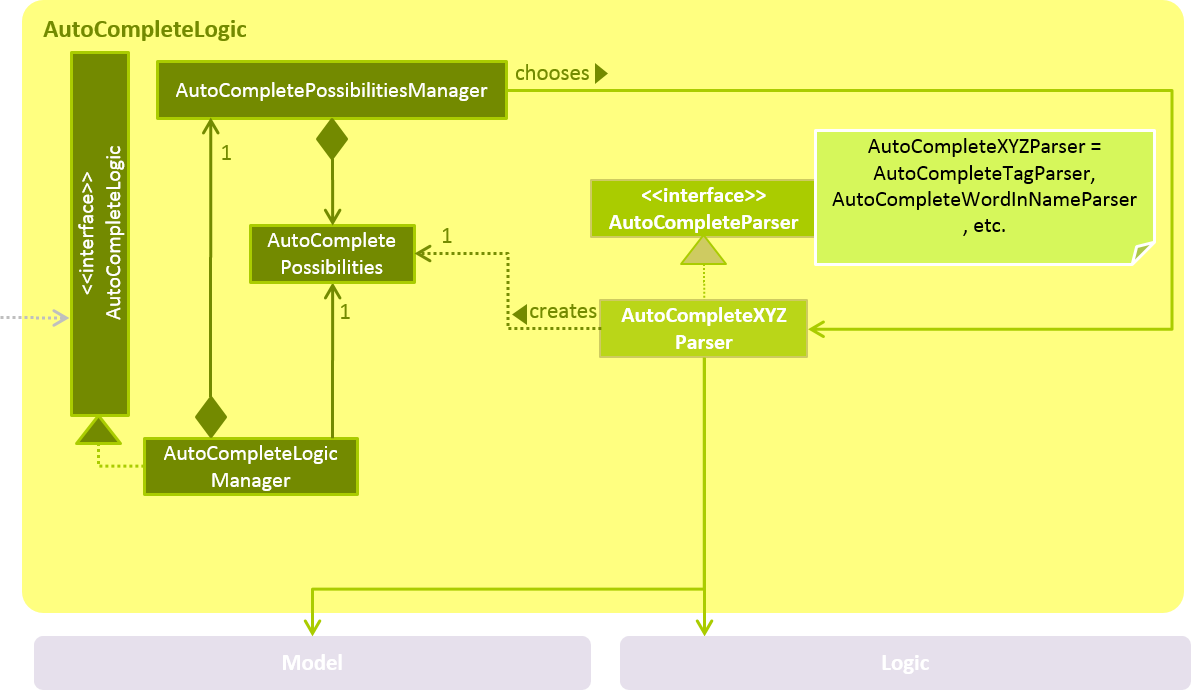 AutoCompleteLogic
<<interface>>
AutoCompleteLogic
AutoCompletePossibilitiesManager
chooses
1
AutoCompleteXYZParser =
AutoCompleteTagParser,
AutoCompleteWordInNameParser
, etc.
<<interface>>
AutoCompleteParser
AutoComplete
Possibilities
1
1
creates
AutoCompleteXYZ
Parser
AutoCompleteLogic
Manager
Model
Logic